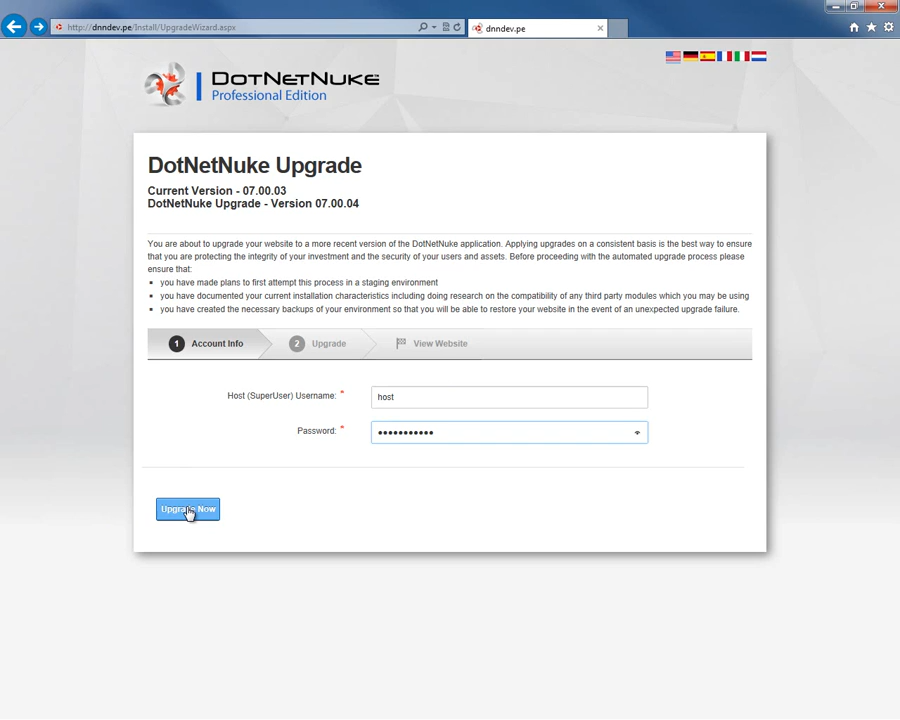 http://dnndev.pe/Install/UpgradeWizard.aspx
dnndev.pe
DOTNETNUKE
Professional Edition
DotNetNuke Upgrade
Current Version - 07.00.03
DotNetNuke Upgrade - Version 07.00.04
You are about to upgrade your website to a more recent version of the DotNetNuke application. Applying upgrades on a consistent basis is the best way to ensure
that you are protecting the integrity of your investment and the security of your users and assets. Before proceeding with the automated upgrade process please
ensure that:
you have made plans to first attempt this process in a staging environment
you have documented your current installation characteristics including doing research on the compatibility of any third party modules which you may be using
you have created the necessary backups of your environment so that you will be able to restore your website in the event of an unexpected upgrade failure.
1 Account Info 2 Upgrade View Website
Host (SuperUser) Username: * host
Password: * •••••••••••
Upgrade Now